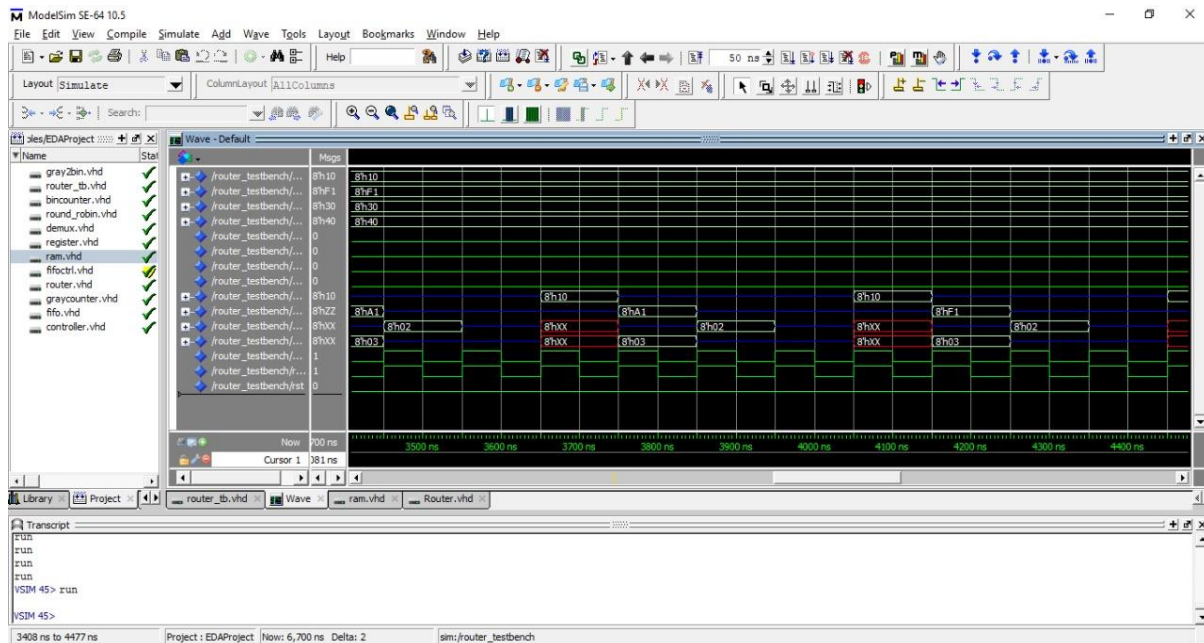 ModelSim SE-64 10.5
File Edit View Compile Simulate Add Wave Tools Layout Bookmarks Window Help
Help
50 ns
Layout Simulate
ColumnLayout AllColumns
Search:
ples/EDAProject
Name Stat
gray2bin.vhd
router_tb.vhd
bincounter.vhd
round_robin.vhd
demux.vhd
register.vhd
ram.vhd
fifoctrl.vhd
router.vhd
graycounter.vhd
fifo.vhd
controller.vhd
Wave - Default
Msgs
/router_testbench/... 8'h10 8'h10
/router_testbench/... 8'hF1 8'hF1
/router_testbench/... 8'h30 8'h30
/router_testbench/... 8'h40 8'h40
/router_testbench/... 0
/router_testbench/... 0
/router_testbench/... 0
/router_testbench/... 0
/router_testbench/... 8'h10 8'h10 8'h10
/router_testbench/... 8'hZZ 8'hA1 8'hA1 8'hF1
/router_testbench/... 8'hXX 8'h02 8'hXX 8'h02 8'hXX 8'h02
/router_testbench/... 8'hXX 8'h03 8'hXX 8'h03 8'hXX 8'h03
/router_testbench/... 1
/router_testbench/r... 1
/router_testbench/rst 0
Now 700 ns 3500 ns 3600 ns 3700 ns 3800 ns 3900 ns 4000 ns 4100 ns 4200 ns 4300 ns 4400 ns
Cursor 1 081 ns
Library Project router_tb.vhd Wave ram.vhd Router.vhd
Transcript
run
run
run
run
VSIM 45> run
VSIM 45>
3408 ns to 4477 ns Project : EDAProject Now: 6,700 ns Delta: 2 sim:/router_testbench